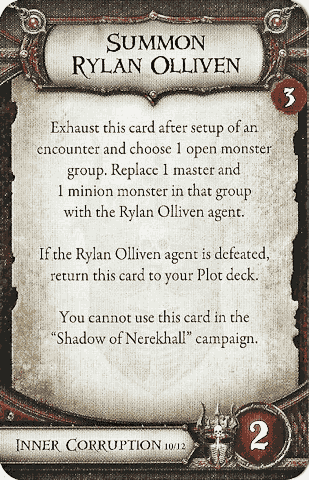 SUMMON
RYLAN OLLIVEN
3
Exhaust this card after setup of an
encounter and choose 1 open monster
group. Replace 1 master and
1 minion monster in that group
with the Rylan Olliven agent.
If the Rylan Olliven agent is defeated,
return this card to your Plot deck.
You cannot use this card in the
“Shadow of Nerekhall” campaign.
INNER CORRUPTION 10/12
2